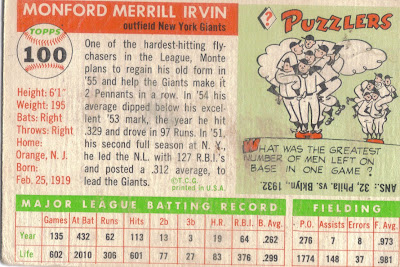 MONFORD MERRILL IRVIN
outfield New York Giants
TOPPS
100
Height: 6'1"
Weight: 195
Bats: Right
Throws: Right
Home:
Orange, N. J.
Born:
Feb. 25, 1919
One of the hardest-hitting fly-
chasers in the League, Monte
plans to regain his old form in
'55 and help the Giants make it
2 Pennants in a row. In '54 his
average dipped below his excel-
lent '53 mark, the year he hit
.329 and drove in 97 Runs. In '51,
his second full season at N. Y.,
he led the N.L. with 127 R.B.I.'s
and posted a .312 average, to
lead the Giants.
© T.C.G.
printed in U.S.A.
?
PUZZLERS
WHAT WAS THE GREATEST
NUMBER OF MEN LEFT ON
BASE IN ONE GAME ?
ANS: 32 Phila. vs. Bklyn. 1932
MAJOR LEAGUE BATTING RECORD
FIELDING
Games At Bat Runs Hits 2b 3b H.R. R.B.I. B. Avg. P.O. Assists Errors F. Avg.
Year 135 432 62 113 13 3 19 64 .262 276 7 8 .973
LIFE 602 2010 306 601 77 27 83 376 .299 1144 48 33 .973